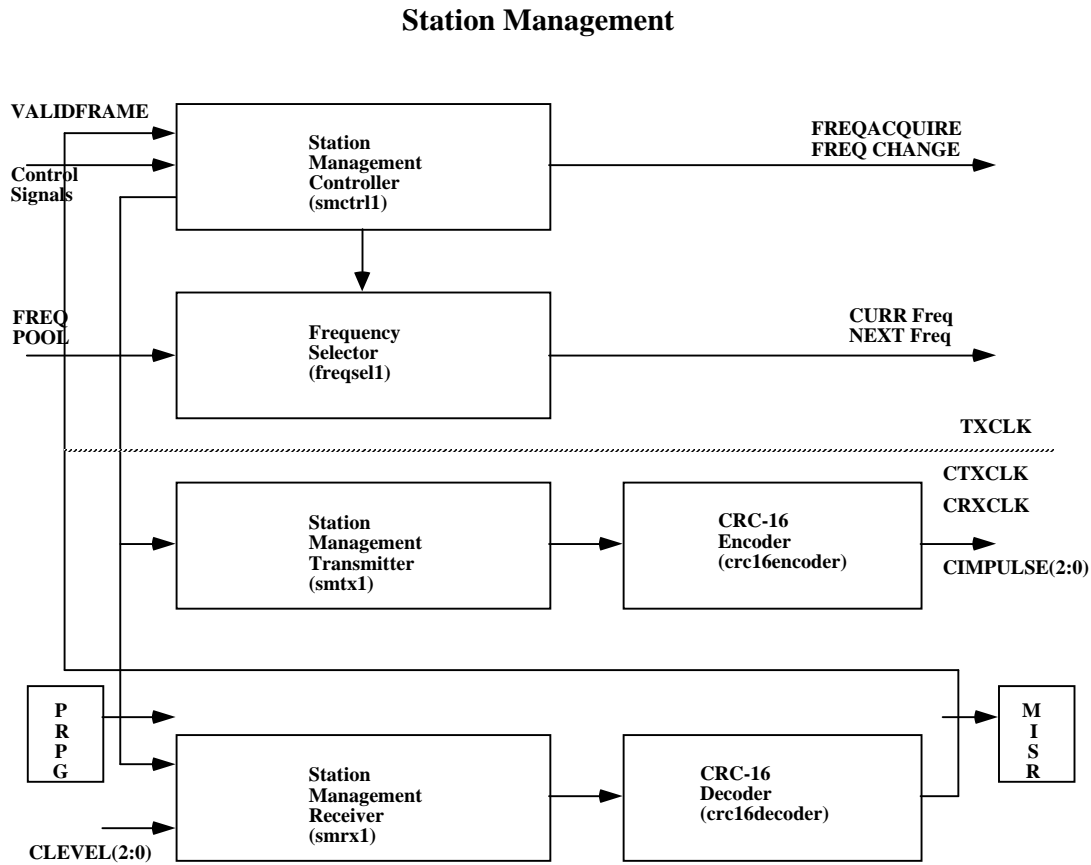 Station Management
VALIDFRAME
Control
Signals
Station
Management
Controller
(smctrl1)
FREQACQUIRE
FREQ CHANGE
FREQ
POOL
Frequency
Selector
(freqsel1)
CURR Freq
NEXT Freq
TXCLK
CTXCLK
CRXCLK
Station
Management
Transmitter
(smtx1)
CRC-16
Encoder
(crc16encoder)
CIMPULSE(2:0)
P
R
P
G
M
I
S
R
Station
Management
Receiver
(smrx1)
CRC-16
Decoder
(crc16decoder)
CLEVEL(2:0)